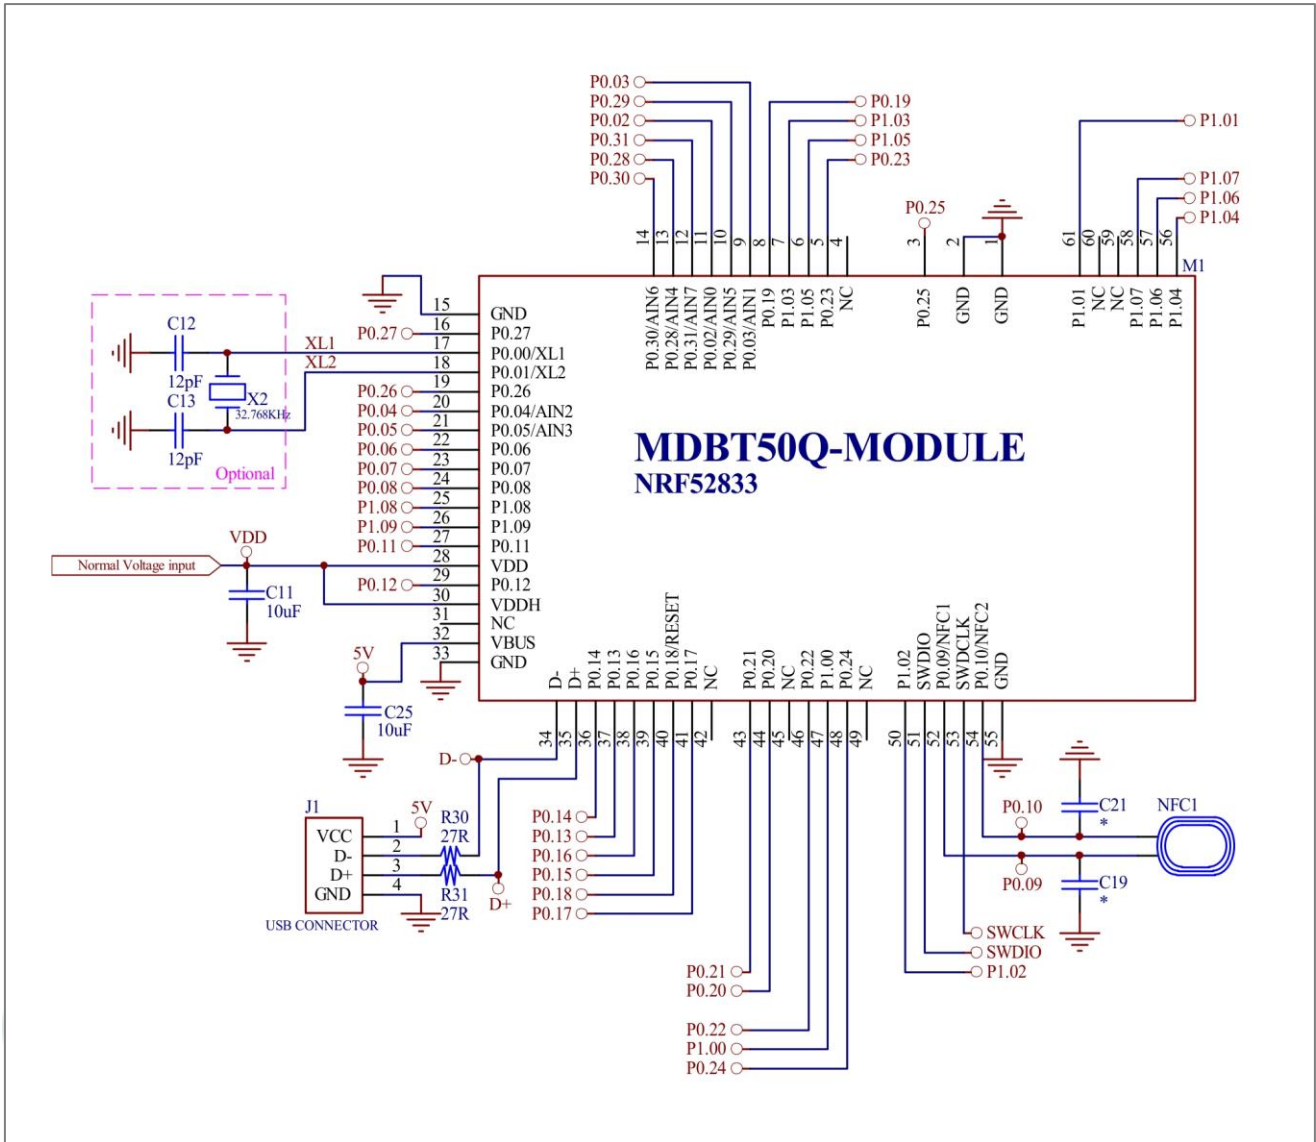 P0.03
P0.29
P0.02
P0.31
P0.28
P0.30
P0.19
P1.03
P1.05
P0.23
P0.25
P1.01
P1.07
P1.06
P1.04
14
13
12
11
10
9
8
7
6
5
4
3
2
1
61
60
59
58
57
56
M1
P0.30/AIN6
P0.28/AIN4
P0.31/AIN7
P0.02/AIN0
P0.29/AIN5
P0.03/AIN1
P0.19
P1.03
P1.05
P0.23
NC
P0.25
GND
GND
P1.01
NC
NC
P1.07
P1.06
P1.04
15 GND
P0.27 16 P0.27
XL1 17 P0.00/XL1
XL2 18 P0.01/XL2
P0.26 19 P0.26
P0.04 20 P0.04/AIN2
P0.05 21 P0.05/AIN3
P0.06 22 P0.06
P0.07 23 P0.07
P0.08 24 P0.08
P1.08 25 P1.08
P1.09 26 P1.09
P0.11 27 P0.11
28 VDD
P0.12 29 P0.12
30 VDDH
31 NC
32 VBUS
33 GND
C12
12pF
X2
32.768KHz
C13
12pF
Optional
MDBT50Q-MODULE
NRF52833
VDD
Normal Voltage input
C11
10uF
5V
C25
10uF
D-
D+
P0.14
P0.13
P0.16
P0.15
P0.18/RESET
P0.17
NC
P0.21
P0.20
NC
P0.22
P1.00
P0.24
NC
P1.02
SWDIO
P0.09/NFC1
SWDCLK
P0.10/NFC2
GND
34
35
36
37
38
39
40
41
42
43
44
45
46
47
48
49
50
51
52
53
54
55
D-
J1
VCC 1 5V
D- 2
D+ 3
GND 4
USB CONNECTOR
R30
27R
R31
27R
D+
P0.14
P0.13
P0.16
P0.15
P0.18
P0.17
P0.21
P0.20
P0.22
P1.00
P0.24
P0.10
P0.09
C21
*
C19
*
NFC1
SWCLK
SWDIO
P1.02